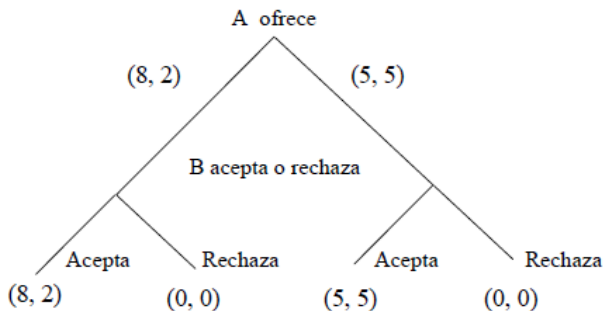 A ofrece
(8, 2)
(5, 5)
B acepta o rechaza
Acepta
Rechaza
Acepta
Rechaza
(8, 2)
(0, 0)
(5, 5)
(0, 0)